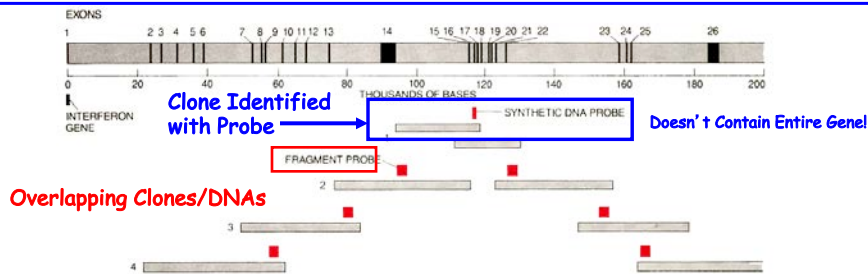 EXONS
1 2 3 4 5 6 7 8 9 10 11 12 13 14 15 16 17 18 19 20 21 22 23 24 25 26
0 20 40 60 80 100 120 140 160 180 200
THOUSANDS OF BASES
INTERFERON
GENE
Clone Identified
with Probe
SYNTHETIC DNA PROBE
Doesn't Contain Entire Gene!
1
FRAGMENT PROBE
2
Overlapping Clones/DNAs
3
4